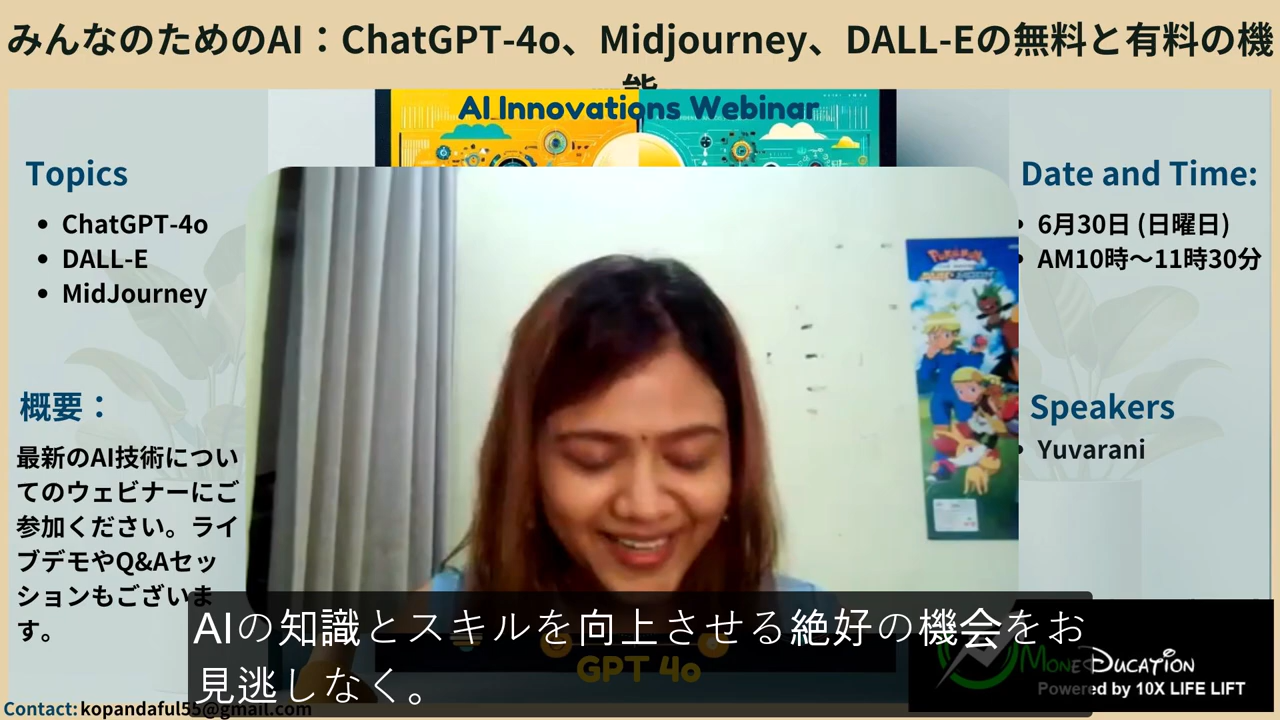 みんなのためのAI：ChatGPT-4o、Midjourney、DALL-Eの無料と有料の機
能
AI Innovations Webinar
Topics
• ChatGPT-4o
• DALL-E
• MidJourney
概要：
最新のAI技術につい
てのウェビナーにご
参加ください。ライ
ブデモやQ&Aセッ
ションもございま
す。
Contact: kopandaful55@gmail.com
POKÉMON
Date and Time:
• 6月30日 (日曜日)
• AM10時～11時30分
Speakers
• Yuvarani
AIの知識とスキルを向上させる絶好の機会をお
見逃しなく。
GPT 4o
MONEDUCATION
Powered by 10X LIFE LIFT